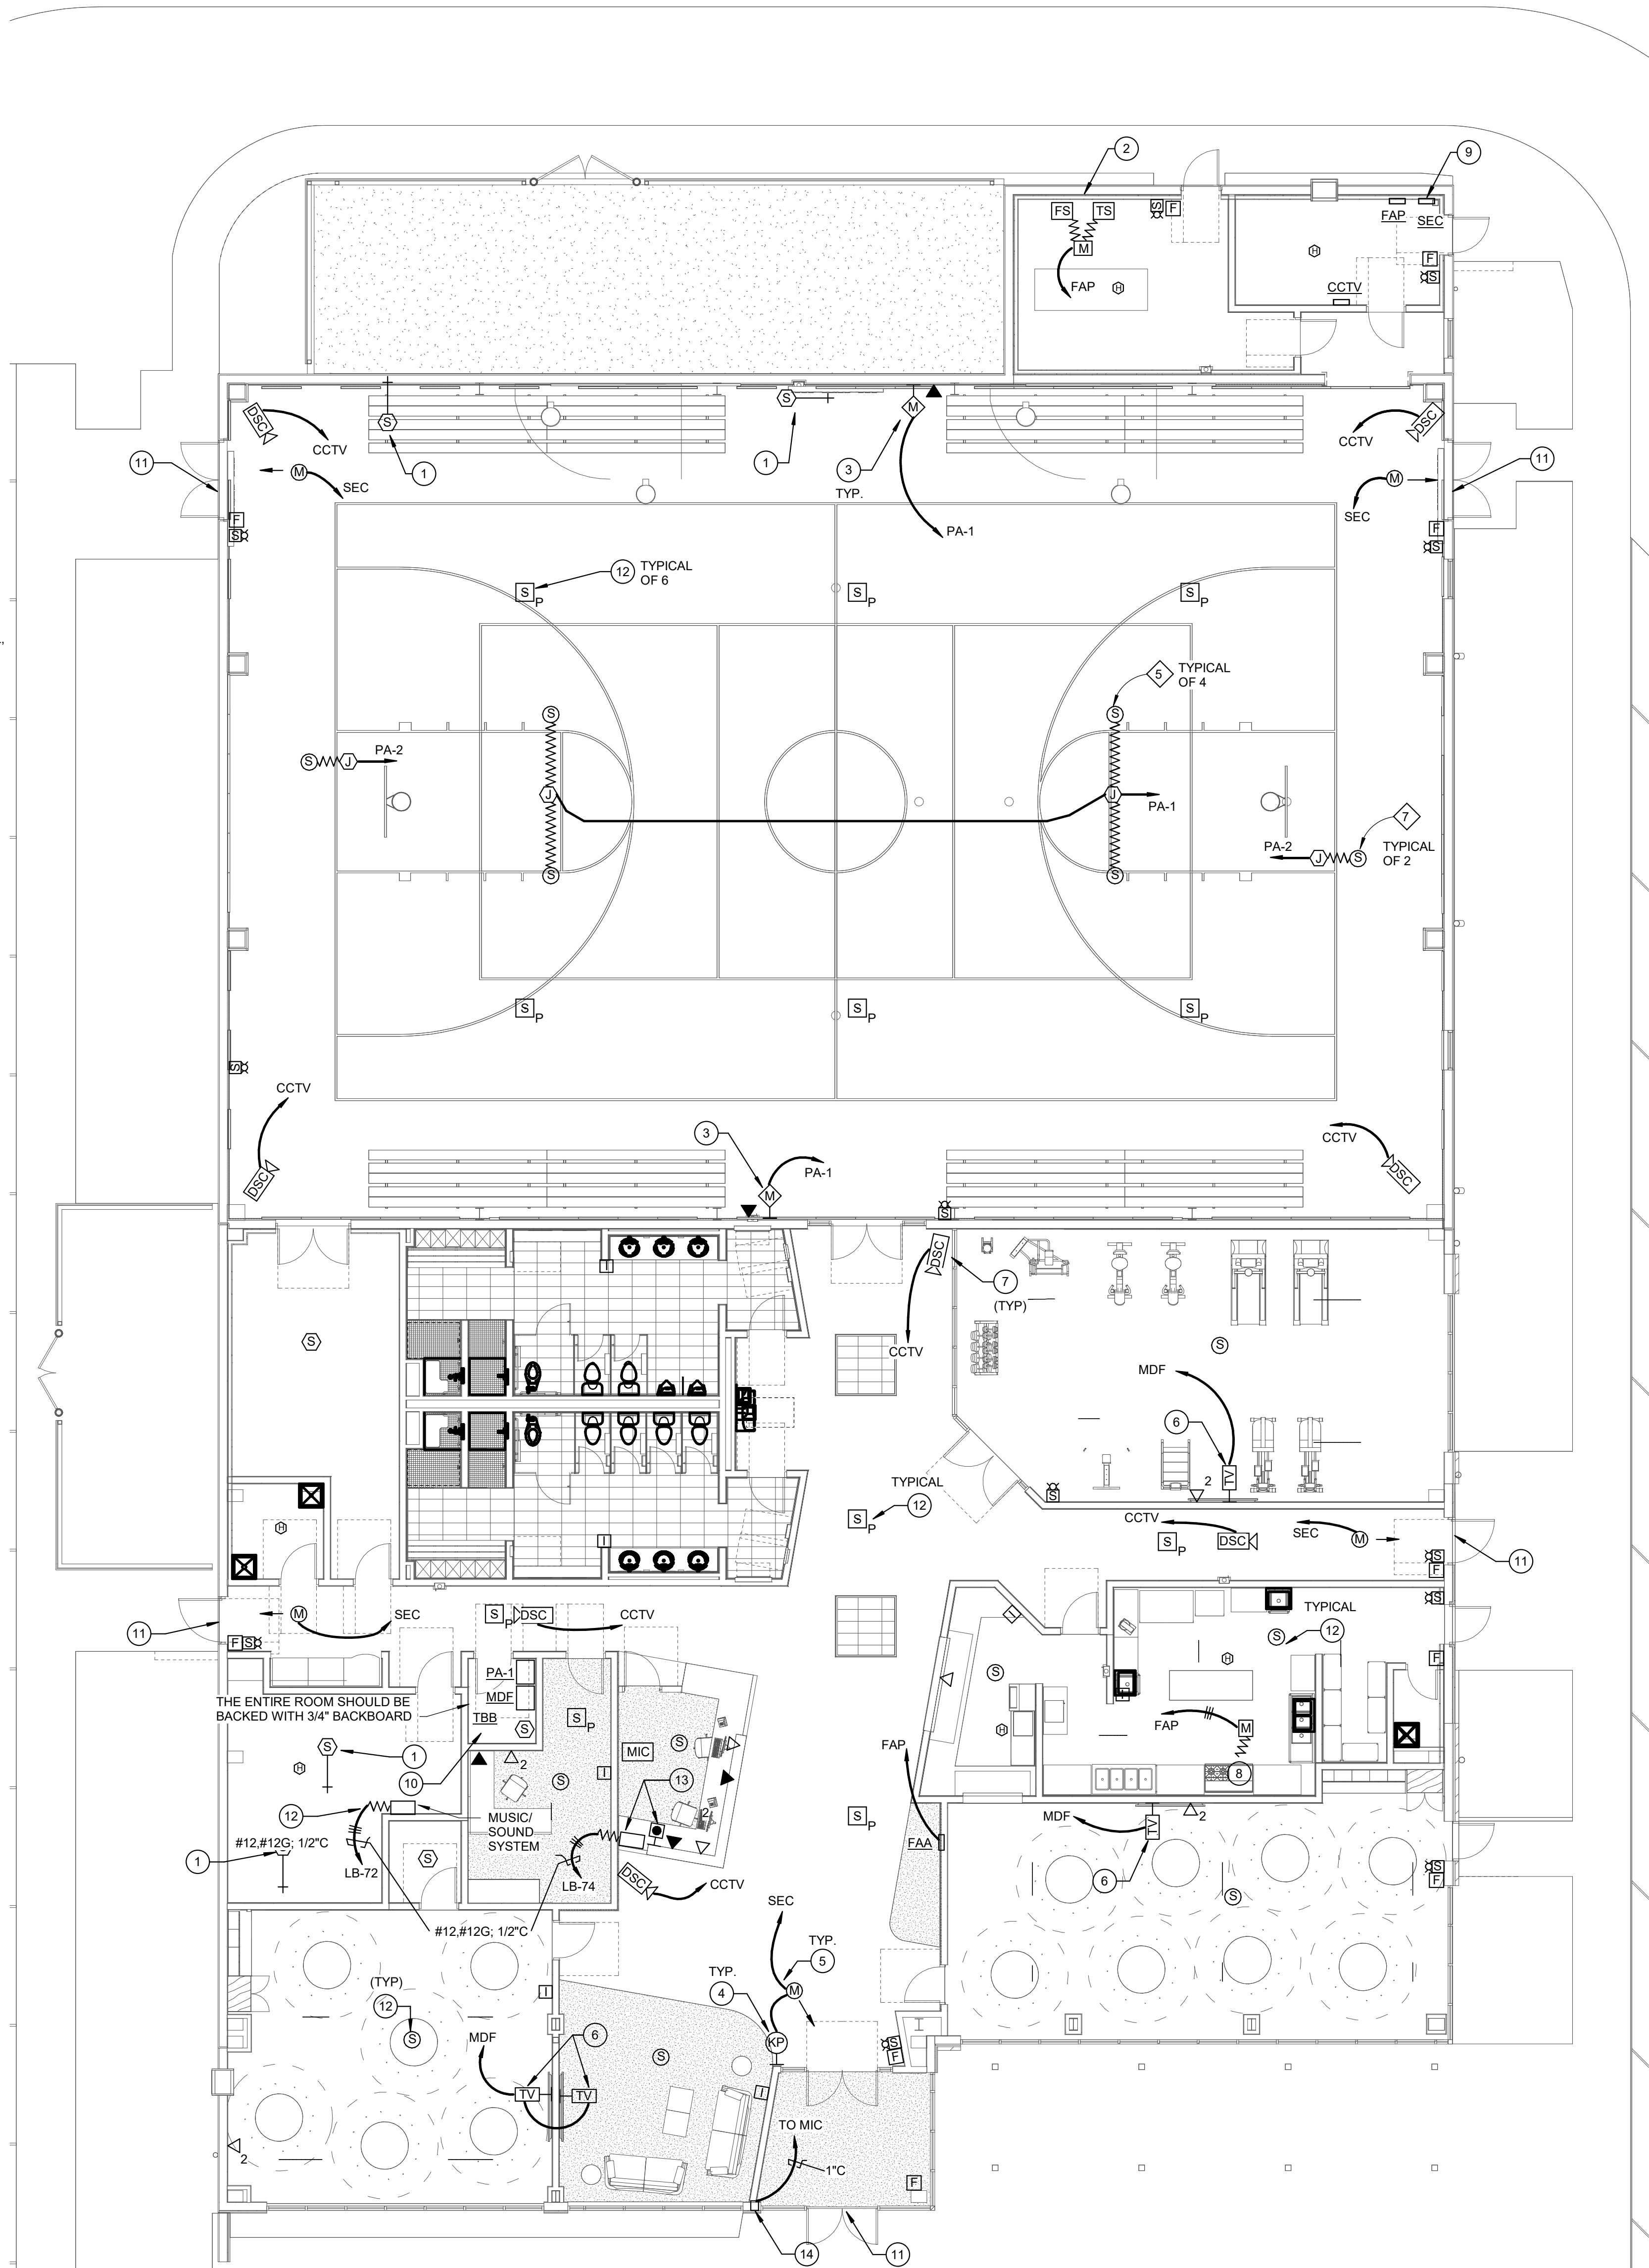 2
9
FS TS
S F
M
FAP
H
FAP SEC
H
F
S
CCTV
DSC
CCTV
S
1
S
1
M
3
TYP.
PA-1
DSC
CCTV
11
M
SEC
F
S
M
SEC
11
F
S
S P
12
TYPICAL
OF 6
S P
S P
5
TYPICAL
OF 4
S
S
PA-2
S J
J
J
PA-1
7
PA-2
J S
TYPICAL
OF 2
S
S
S P
S P
S P
S
CCTV
DSC
3
M
PA-1
CCTV
DSC
S
DSC
7
(TYP)
CCTV
I
S
S
MDF
6
TV
2
S
TYPICAL
12
S P
CCTV
S P
DSC
SEC
M
11
S
F
S
H
I
11
M
SEC
F S
S P
DSC
CCTV
I
TYPICAL
12
S
H
F
PA-1
MDF
TBB
THE ENTIRE ROOM SHOULD BE
BACKED WITH 3/4" BACKBOARD
S
S P
MIC
S
S
H
FAP
M
8
S
1
H
10
2
S
I
13
12
MUSIC/
SOUND
SYSTEM
2
S P
FAP
FAA
MDF
TV
2
6
#12,#12G; 1/2"C
1
LB-72
S
LB-74
DSC
CCTV
S
S
F
#12,#12G; 1/2"C
SEC
TYP.
5
TYP.
4
M
KP
(TYP)
12
S
I
MDF
6
TV TV
S
I
S
F
TO MIC
1"C
2
F
14
11